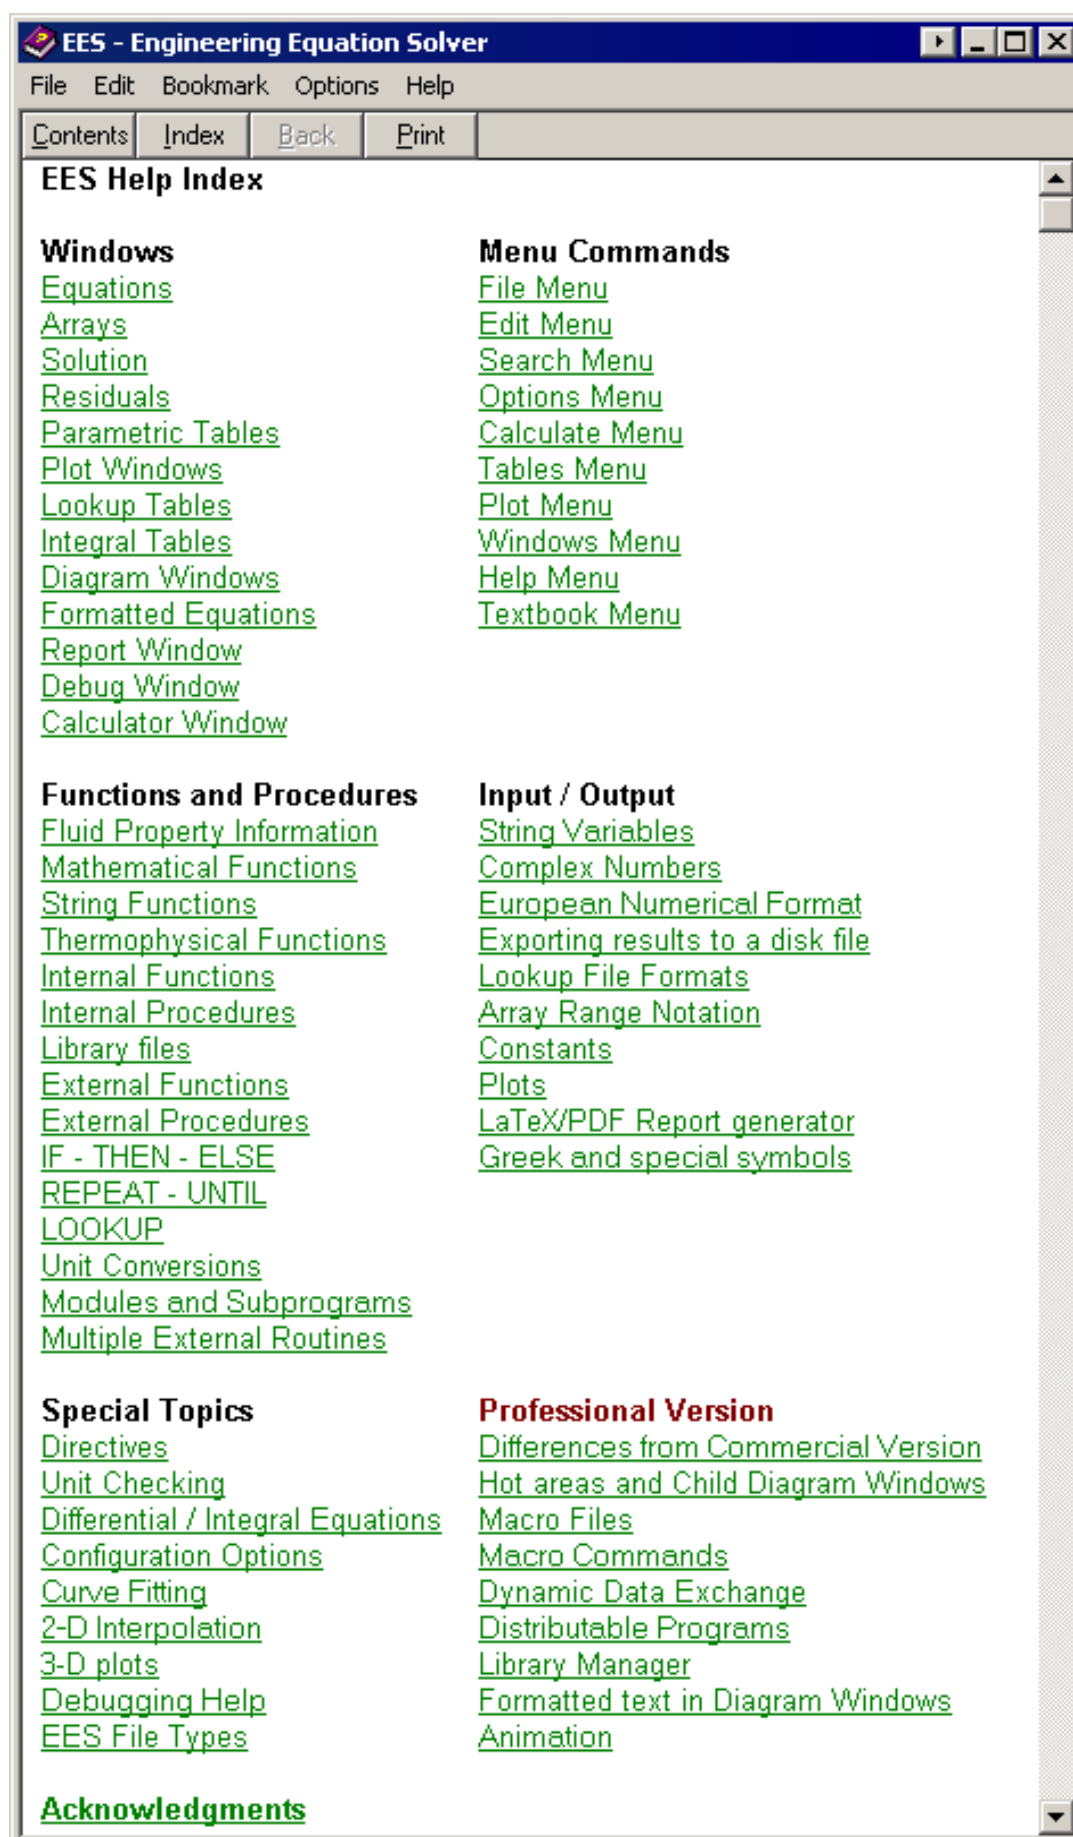 EES - Engineering Equation Solver
File Edit Bookmark Options Help
Contents Index Back Print
EES Help Index
Windows
Equations
Arrays
Solution
Residuals
Parametric Tables
Plot Windows
Lookup Tables
Integral Tables
Diagram Windows
Formatted Equations
Report Window
Debug Window
Calculator Window
Menu Commands
File Menu
Edit Menu
Search Menu
Options Menu
Calculate Menu
Tables Menu
Plot Menu
Windows Menu
Help Menu
Textbook Menu
Functions and Procedures
Fluid Property Information
Mathematical Functions
String Functions
Thermophysical Functions
Internal Functions
Internal Procedures
Library files
External Functions
External Procedures
IF - THEN - ELSE
REPEAT - UNTIL
LOOKUP
Unit Conversions
Modules and Subprograms
Multiple External Routines
Input / Output
String Variables
Complex Numbers
European Numerical Format
Exporting results to a disk file
Lookup File Formats
Array Range Notation
Constants
Plots
LaTeX/PDF Report generator
Greek and special symbols
Special Topics
Directives
Unit Checking
Differential / Integral Equations
Configuration Options
Curve Fitting
2-D Interpolation
3-D plots
Debugging Help
EES File Types
Professional Version
Differences from Commercial Version
Hot areas and Child Diagram Windows
Macro Files
Macro Commands
Dynamic Data Exchange
Distributable Programs
Library Manager
Formatted text in Diagram Windows
Animation
Acknowledgments